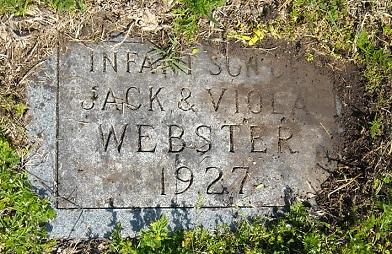 INFANT SON OF
JACK & VIOLA
WEBSTER
1927